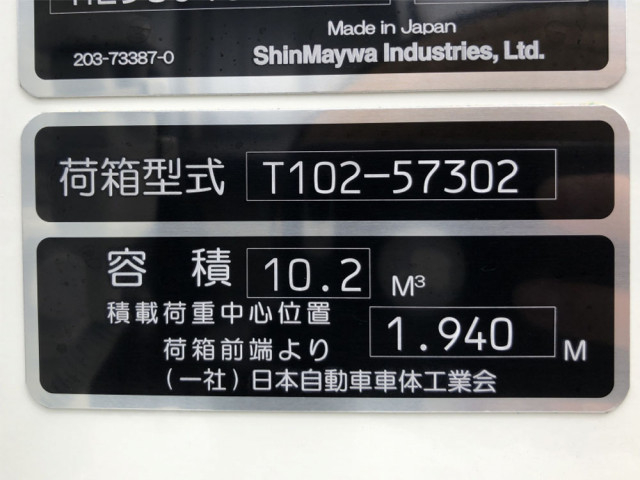 Made in Japan
203-73387-0 ShinMaywa Industries, Ltd.
荷箱型式 T102-57302
容 積 10.2 M³
積載荷重中心位置
荷箱前端より 1.940 M
(一社)日本自動車車体工業会